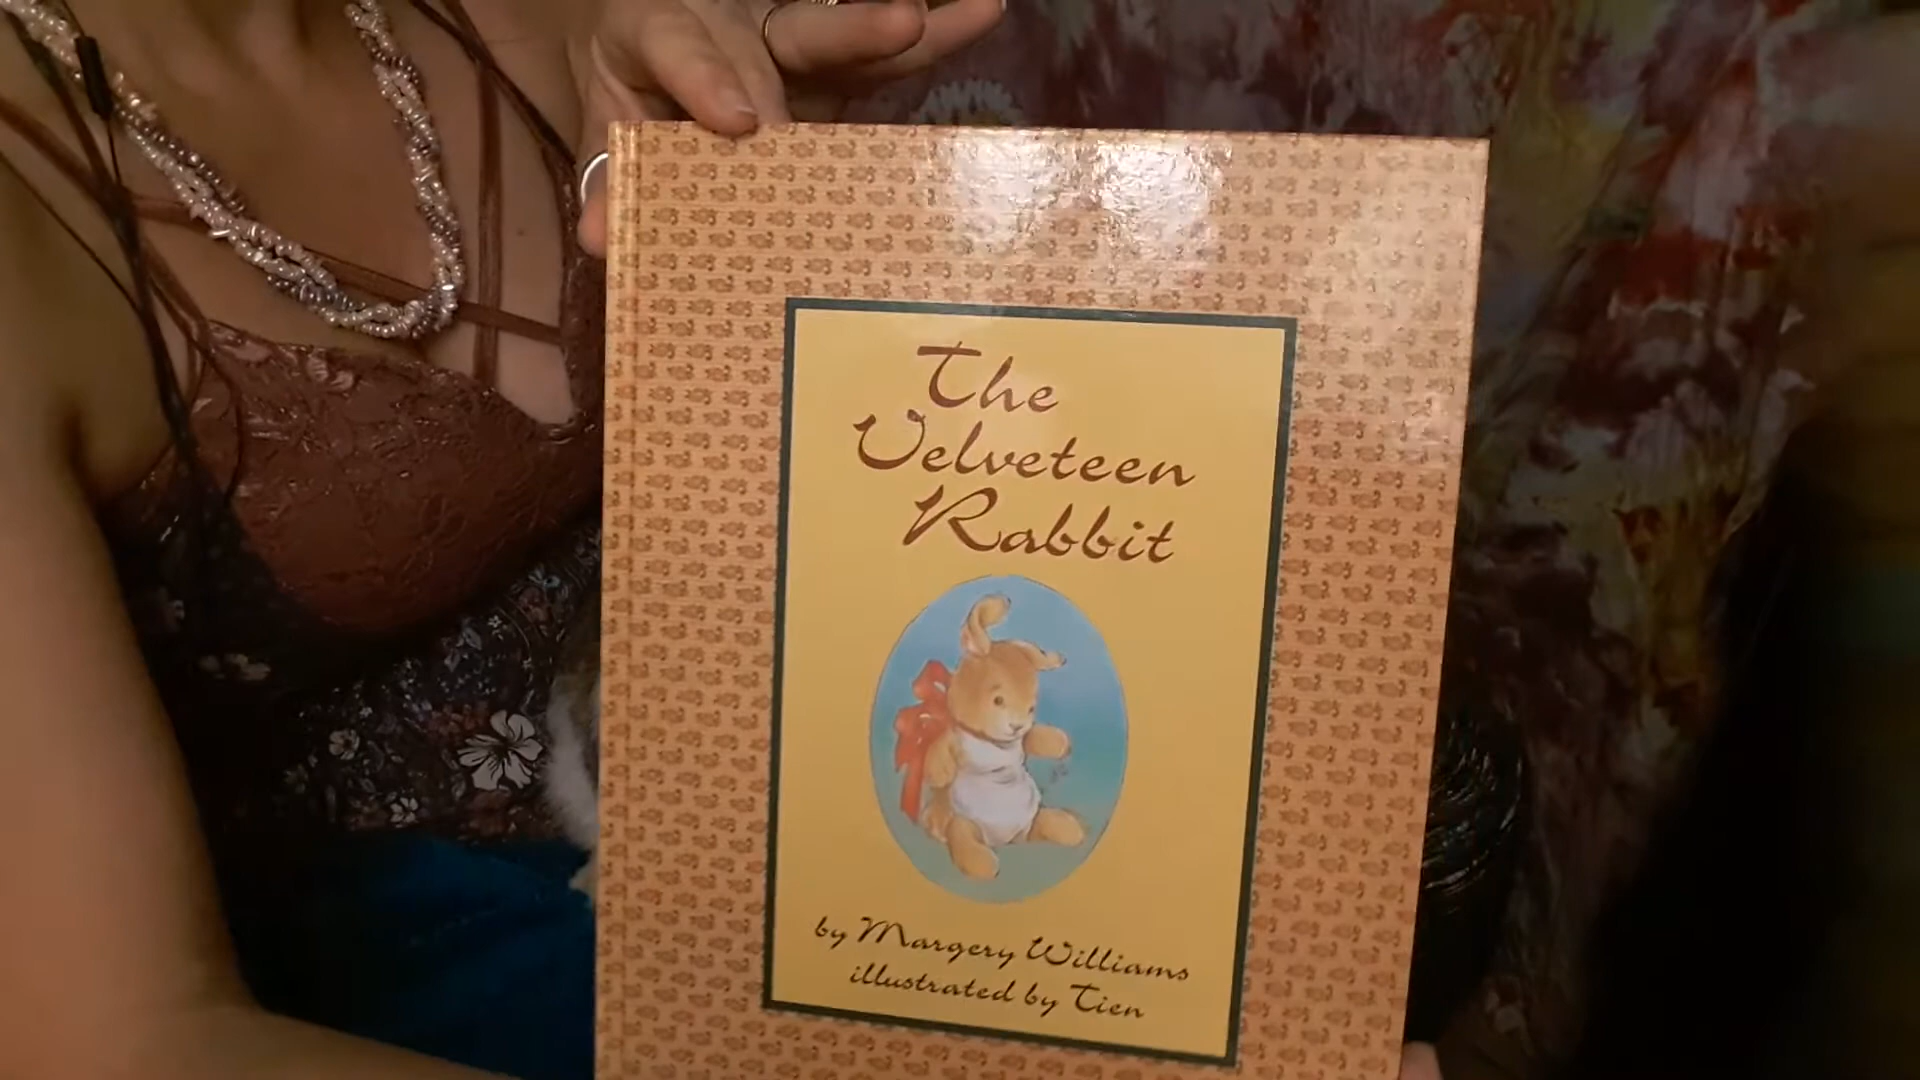 The
Velveteen
Rabbit
by Margery Williams
illustrated by Tien